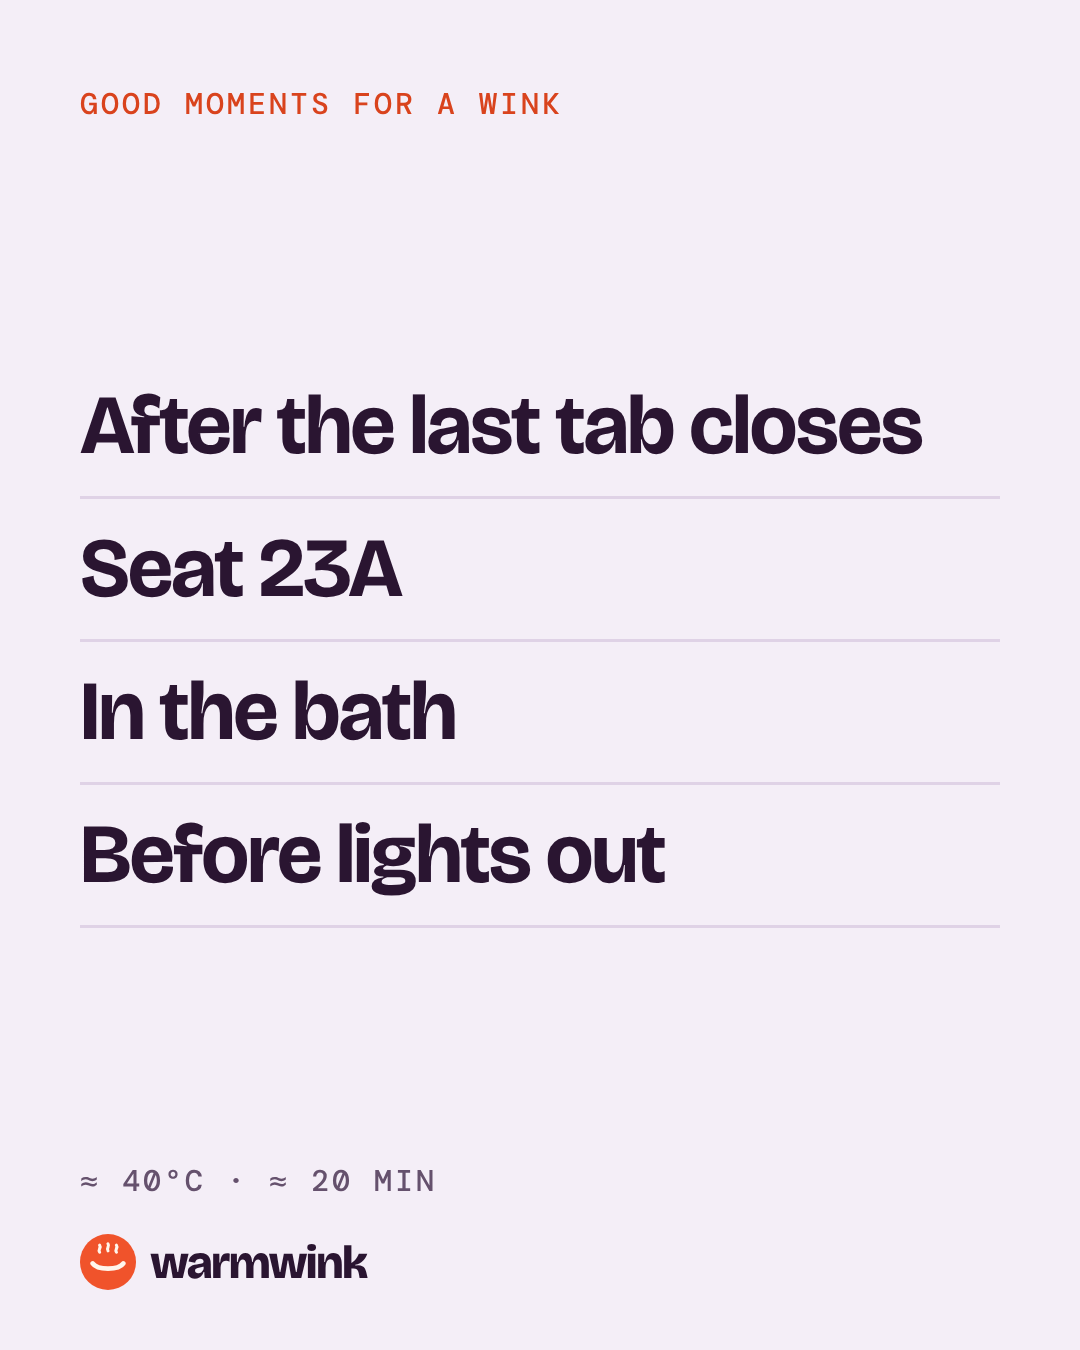 GOOD MOMENTS FOR A WINK
After the last tab closes
Seat 23A
In the bath
Before lights out
≈ 40°C · ≈ 20 MIN
warmwink